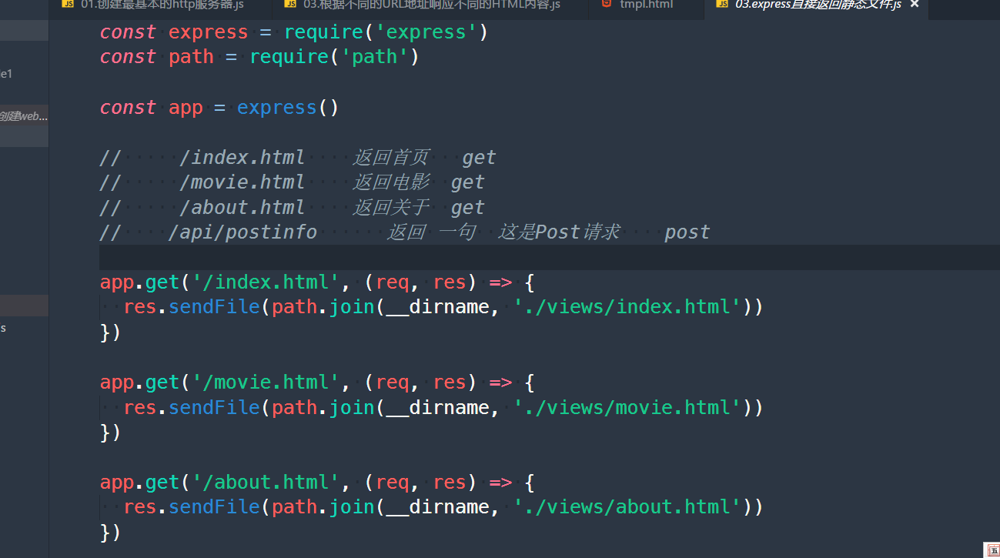 01.创建最基本的http服务器.js
03.根据不同的URL地址响应不同的HTML内容.js
tmpl.html
03.express直接返回静态文件.js
e1
创建web...
s
const express = require('express')
const path = require('path')
const app = express()
// /index.html 返回首页 get
// /movie.html 返回电影 get
// /about.html 返回关于 get
// /api/postinfo 返回 一句 这是Post请求 post
app.get('/index.html', (req, res) => {
res.sendFile(path.join(__dirname, './views/index.html'))
})
app.get('/movie.html', (req, res) => {
res.sendFile(path.join(__dirname, './views/movie.html'))
})
app.get('/about.html', (req, res) => {
res.sendFile(path.join(__dirname, './views/about.html'))
})
五